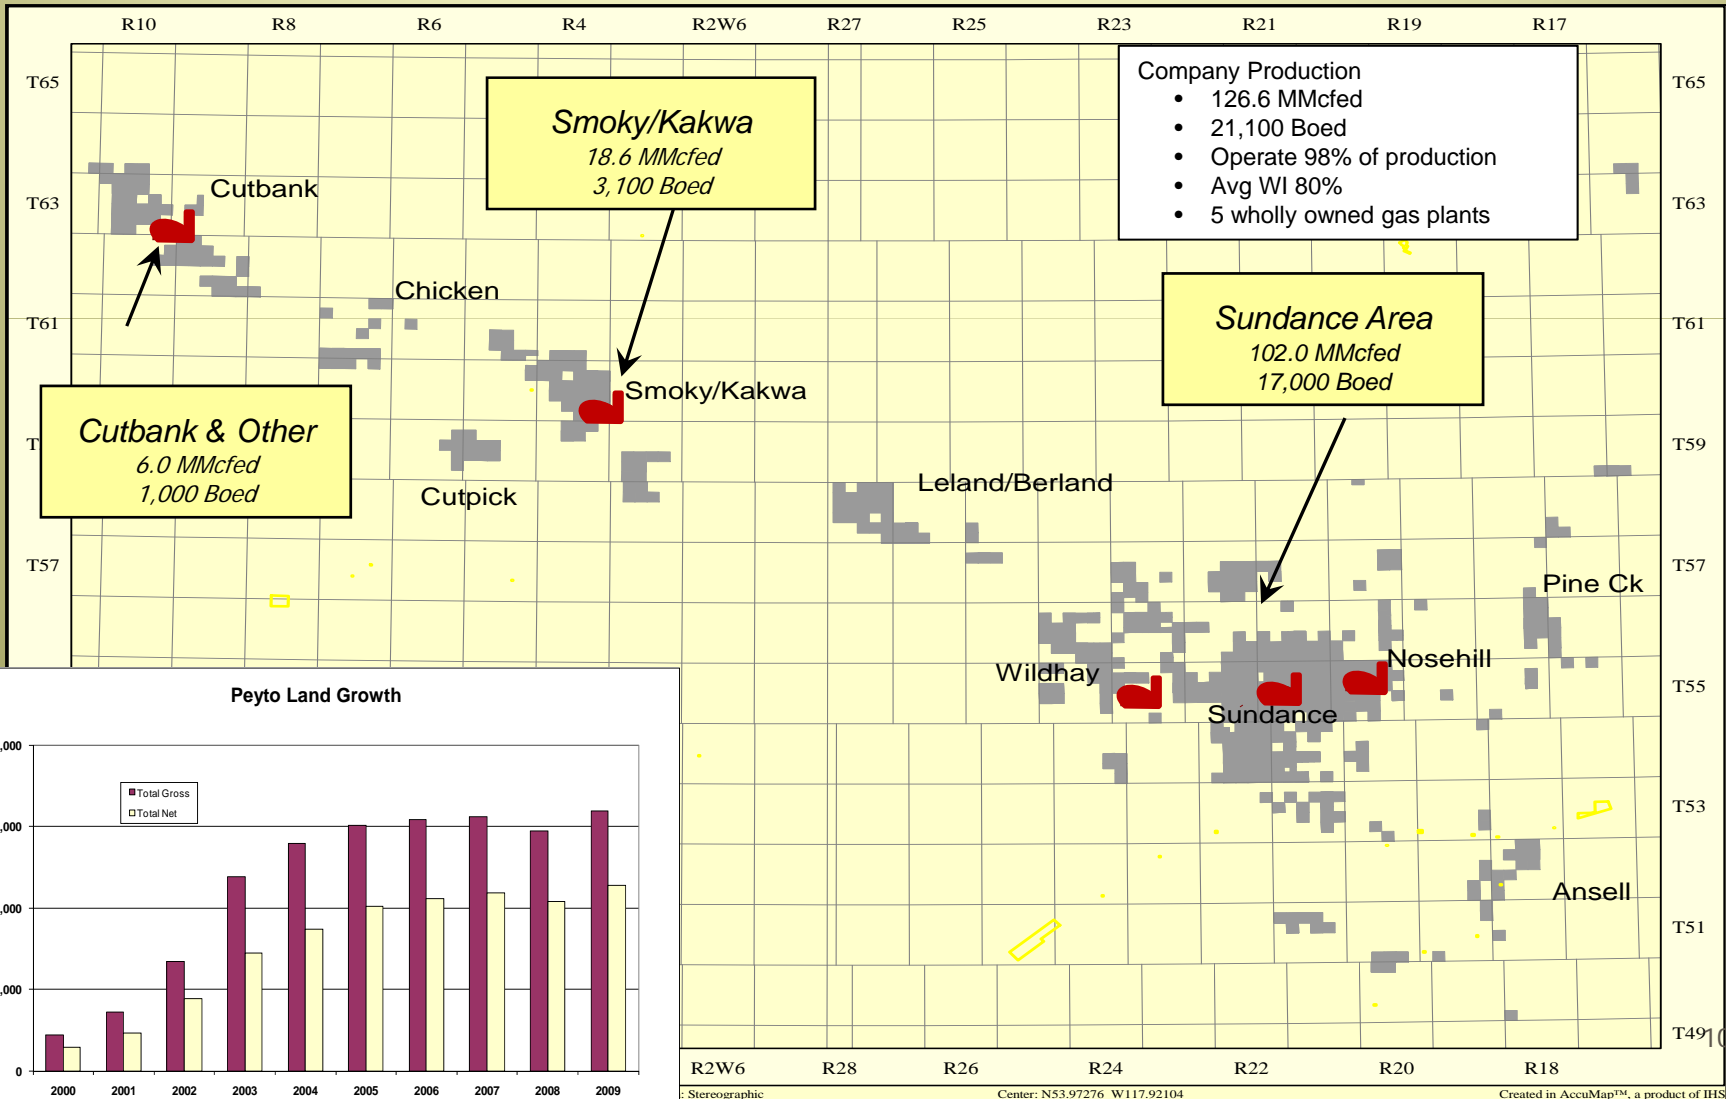 R10 R8 R6 R4 R2W6 R27 R25 R23 R21 R19 R17
T65 T65
Company Production
• 126.6 MMcfed
• 21,100 Boed
• Operate 98% of production
• Avg WI 80%
• 5 wholly owned gas plants
Smoky/Kakwa
18.6 MMcfed
3,100 Boed
Cutbank
T63 T63
Chicken
T61 T61
Sundance Area
102.0 MMcfed
17,000 Boed
Smoky/Kakwa
Cutbank & Other
6.0 MMcfed
1,000 Boed
T59
Cutpick
Leland/Berland
T57 T57
Pine Ck
Wildhay
Nosehill
T55
Sundance
T53
Ansell
T51
T49
Peyto Land Growth
Total Gross
Total Net
,000
,000
,000
,000
0
2000 2001 2002 2003 2004 2005 2006 2007 2008 2009
R2W6 R28 R26 R24 R22 R20 R18
: Stereographic Center: N53.97276 W117.92104 Created in AccuMap™, a product of IHS